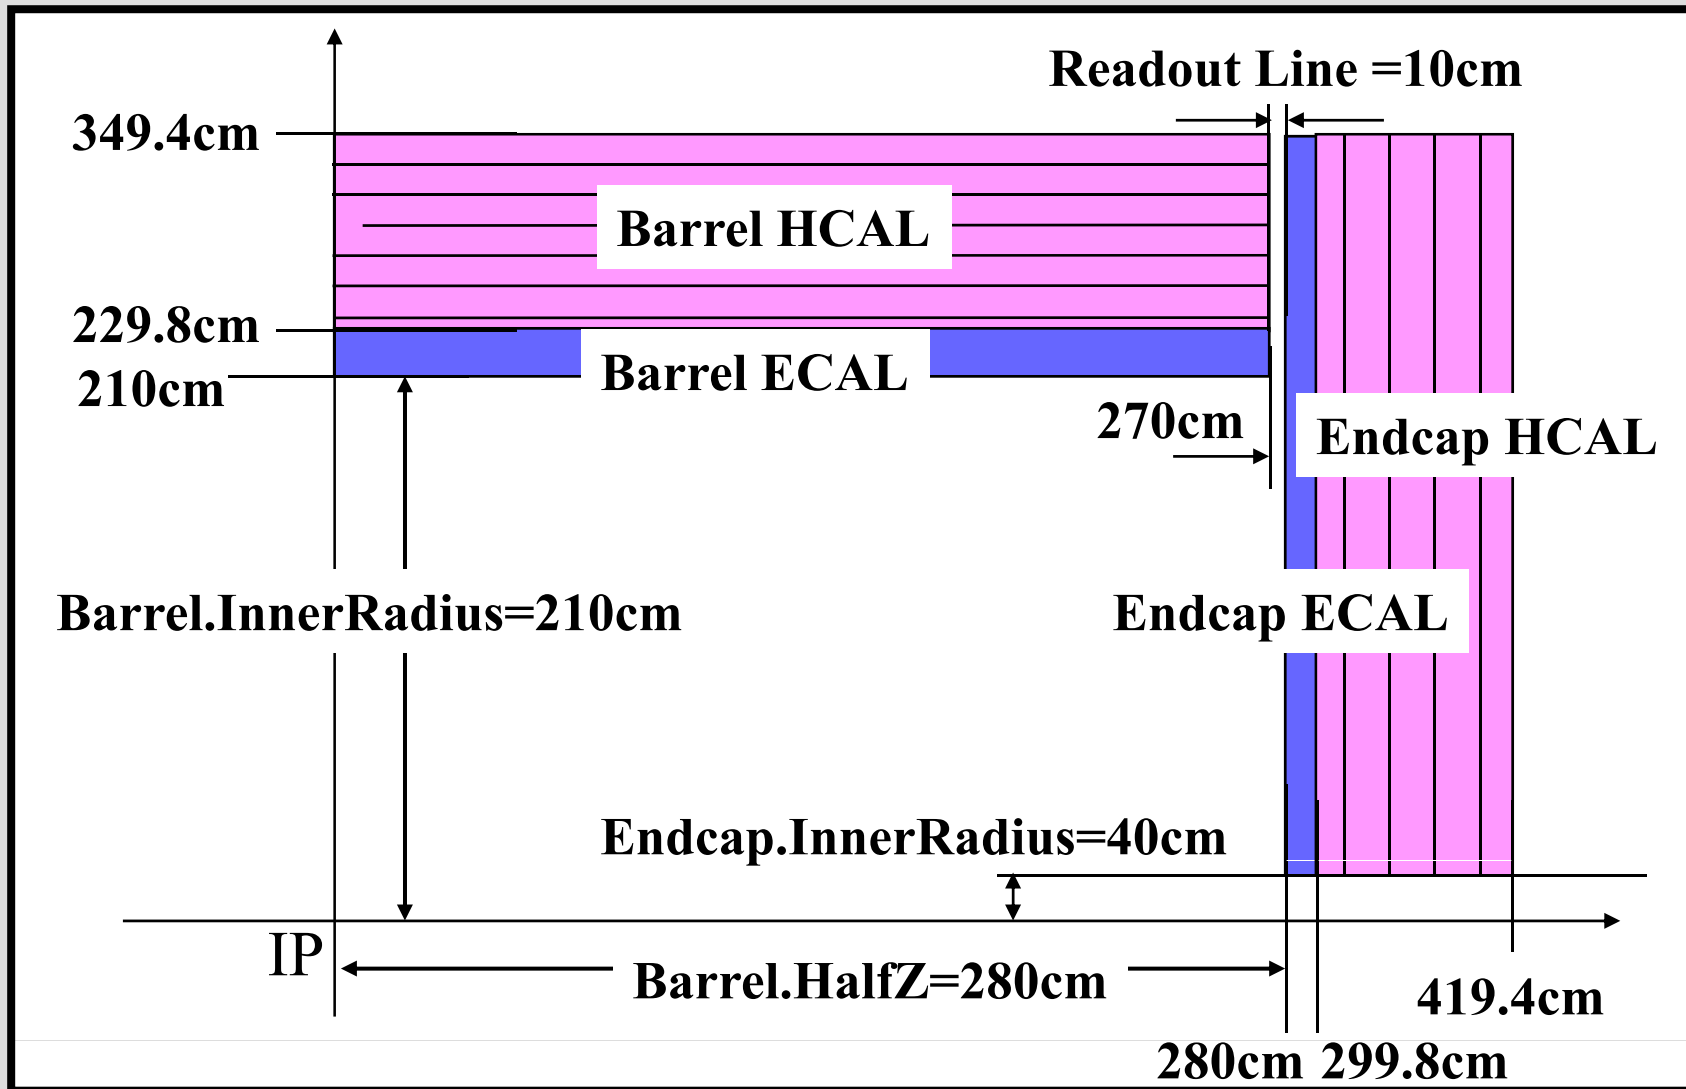 Readout Line =10cm
349.4cm
Barrel HCAL
229.8cm
Barrel ECAL
210cm
270cm
Endcap HCAL
Barrel.InnerRadius=210cm
Endcap ECAL
Endcap.InnerRadius=40cm
IP
Barrel.HalfZ=280cm
419.4cm
280cm 299.8cm